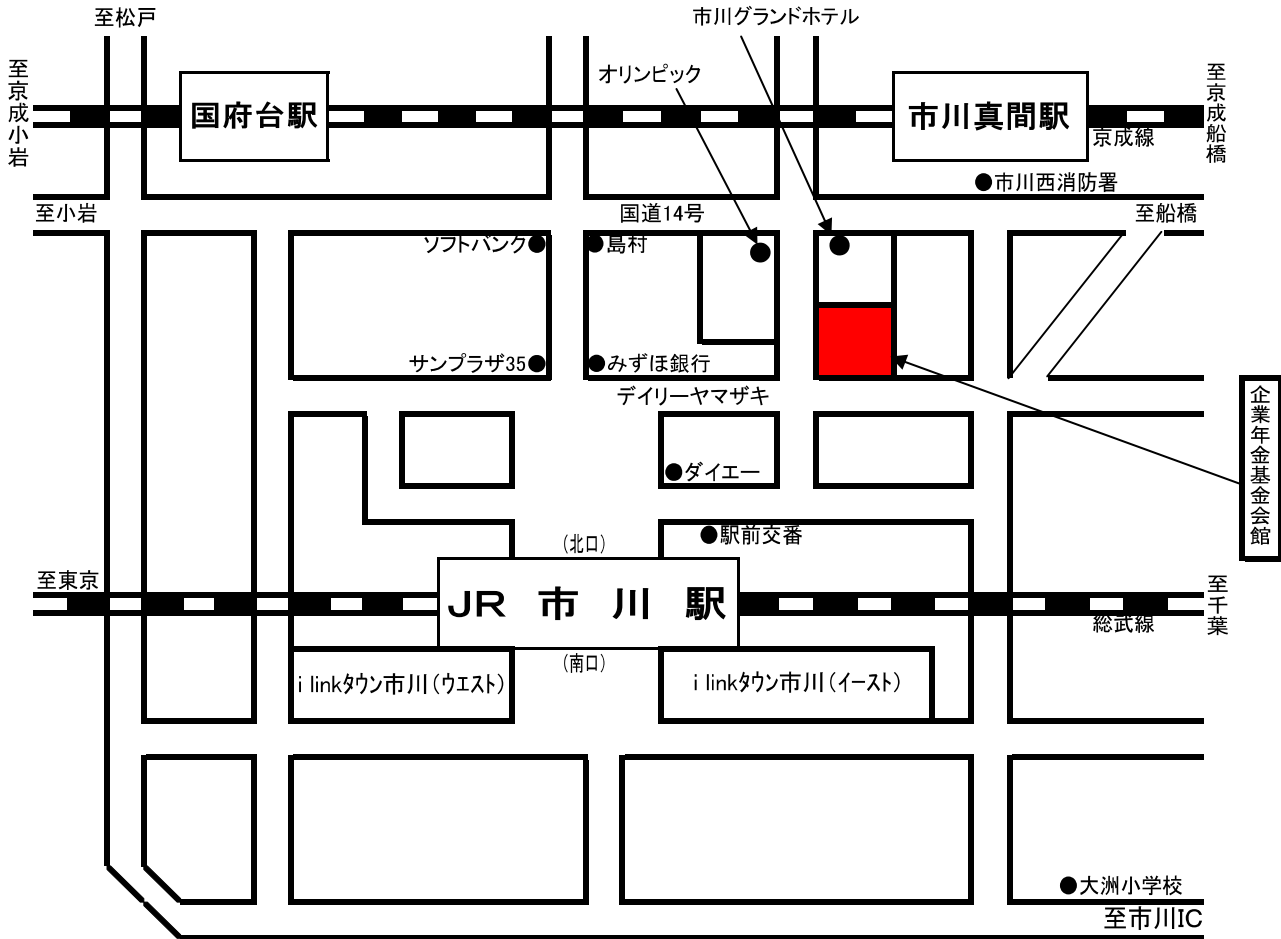 至松戸
市川グランドホテル
オリンピック
至京成小岩
国府台駅
市川真間駅
至京成船橋
京成線
●市川西消防署
至小岩
国道14号
至船橋
ソフトバンク●
●島村
サンプラザ35●
●みずほ銀行
デイリーヤマザキ
企業年金基金会館
●ダイエー
●駅前交番
(北口)
至東京
JR 市 川 駅
至千葉
総武線
(南口)
i linkタウン市川(ウエスト)
i linkタウン市川(イースト)
●大洲小学校
至市川IC